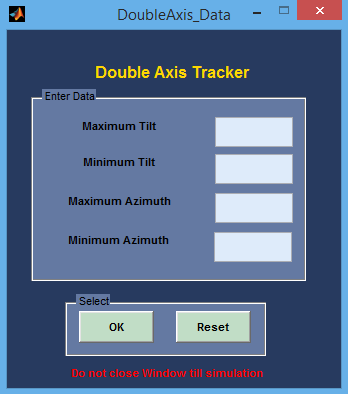 DoubleAxis_Data
Double Axis Tracker
Enter Data
Maximum Tilt
Minimum Tilt
Maximum Azimuth
Minimum Azimuth
Select
OK
Reset
Do not close Window till simulation